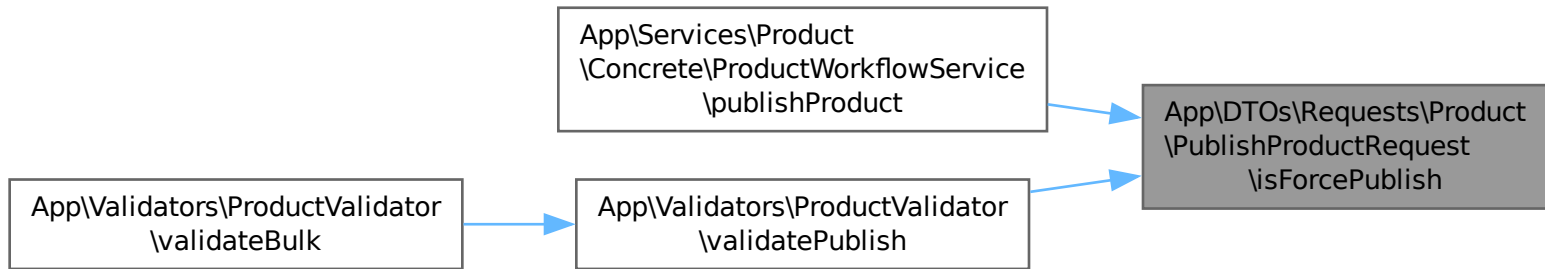 App\Services\Product
\Concrete\ProductWorkflowService
\publishProduct
App\DTOs\Requests\Product
\PublishProductRequest
\isForcePublish
App\Validators\ProductValidator
\validateBulk
App\Validators\ProductValidator
\validatePublish